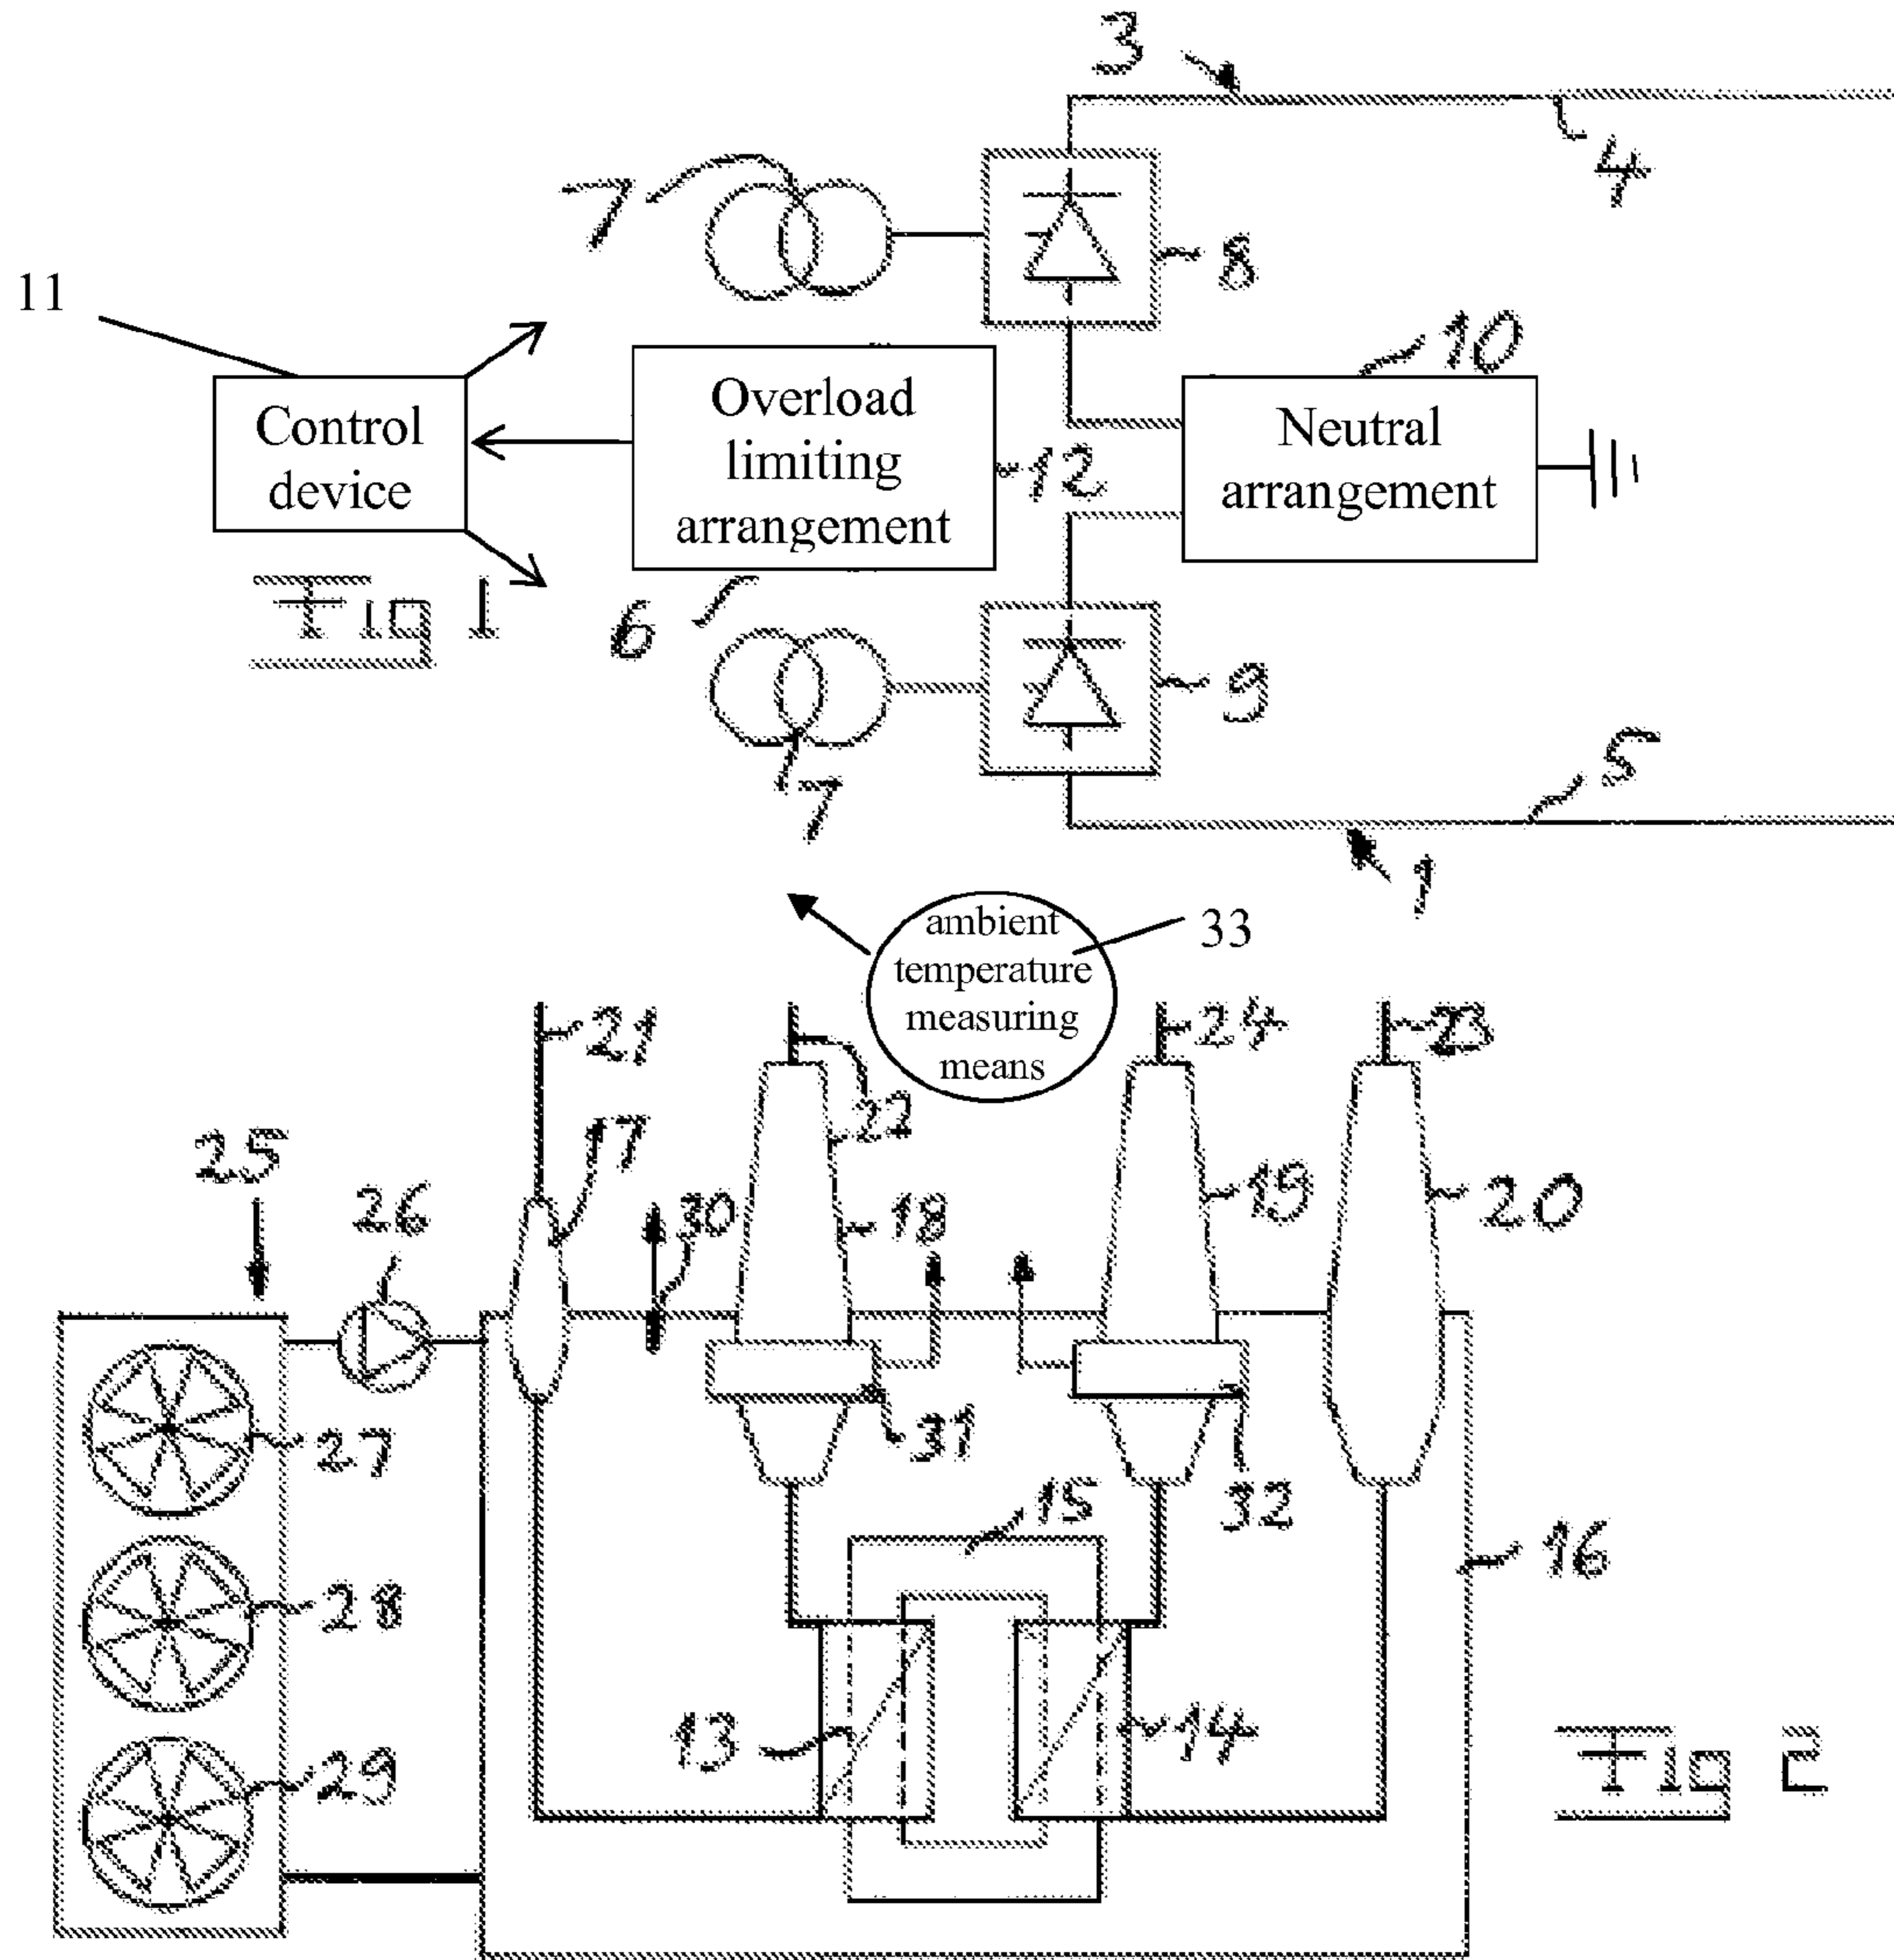 3
4
7
8
11
10
Control
device
Overload
limiting
arrangement
12
Neutral
arrangement
Fig 1
6
9
7
5
1
ambient
temperature
measuring
means
33
21
22
24
23
25
26
17
30
18
19
20
27
31
32
15
16
28
13
14
29
Fig 2